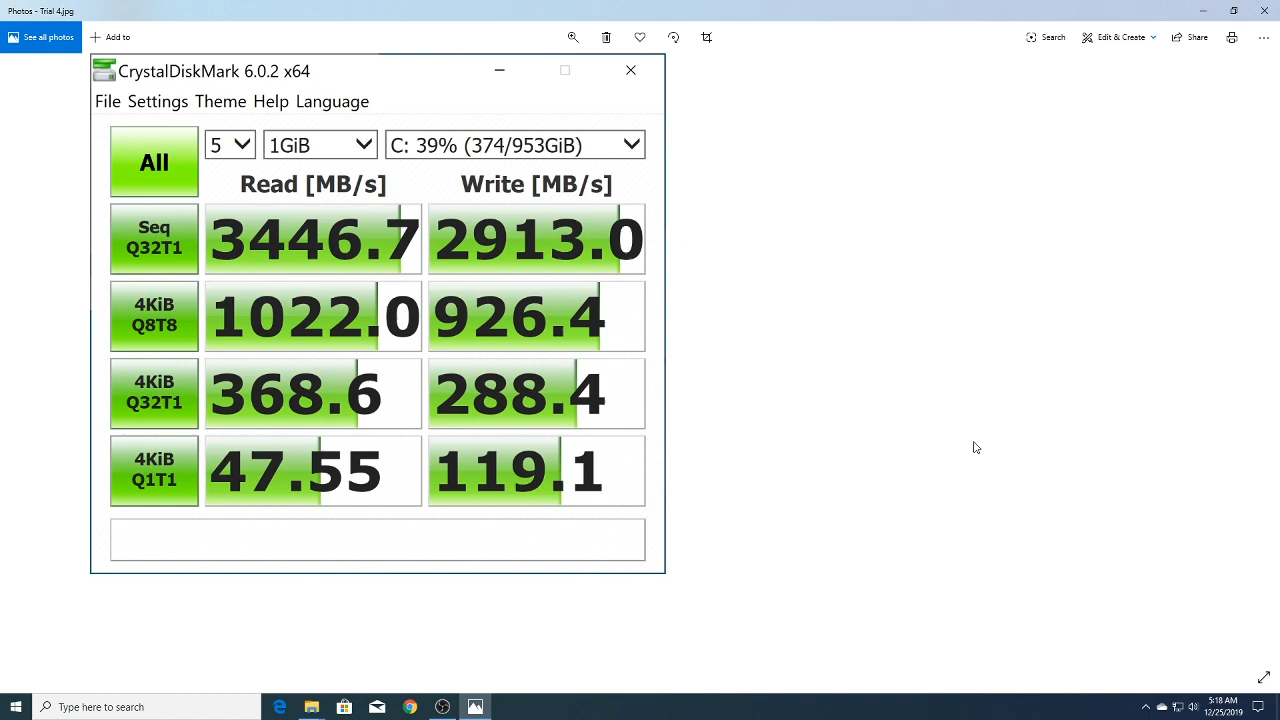 Photos - Trial 4.jpg
See all photos
Add to
Search
Edit & Create
Share
CrystalDiskMark 6.0.2 x64
File Settings Theme Help Language
All
5
1GiB
C: 39% (374/953GiB)
Read [MB/s]
Write [MB/s]
Seq
Q32T1
3446.7
2913.0
4KiB
Q8T8
1022.0
926.4
4KiB
Q32T1
368.6
288.4
4KiB
Q1T1
47.55
119.1
Type here to search
5:18 AM
12/25/2019